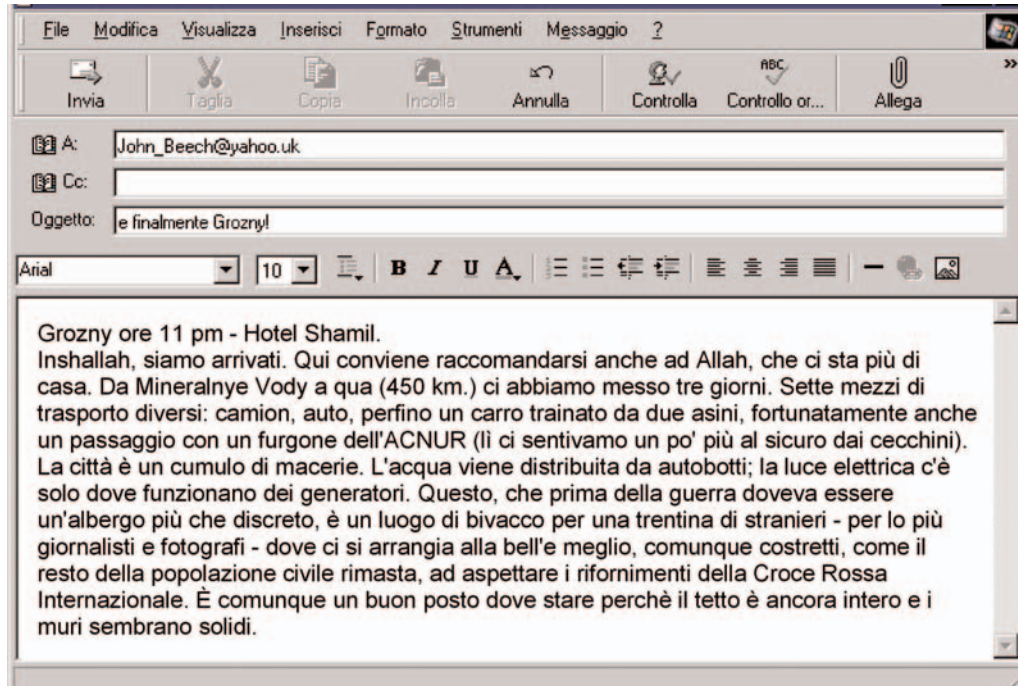 File Modifica Visualizza Inserisci Formato Strumenti Messaggio ?
Invia Taglia Copia Incolla Annulla Controlla Controllo or... Allega »
A: John_Beech@yahoo.uk
Cc:
Oggetto: e finalmente Grozny!
Arial 10 B I U A
Grozny ore 11 pm - Hotel Shamil.
Inshallah, siamo arrivati. Qui conviene raccomandarsi anche ad Allah, che ci sta più di
casa. Da Mineralnye Vody a qua (450 km.) ci abbiamo messo tre giorni. Sette mezzi di
trasporto diversi: camion, auto, perfino un carro trainato da due asini, fortunatamente anche
un passaggio con un furgone dell'ACNUR (lì ci sentivamo un po' più al sicuro dai cecchini).
La città è un cumulo di macerie. L'acqua viene distribuita da autobotti; la luce elettrica c'è
solo dove funzionano dei generatori. Questo, che prima della guerra doveva essere
un'albergo più che discreto, è un luogo di bivacco per una trentina di stranieri - per lo più
giornalisti e fotografi - dove ci si arrangia alla bell'e meglio, comunque costretti, come il
resto della popolazione civile rimasta, ad aspettare i rifornimenti della Croce Rossa
Internazionale. È comunque un buon posto dove stare perchè il tetto è ancora intero e i
muri sembrano solidi.